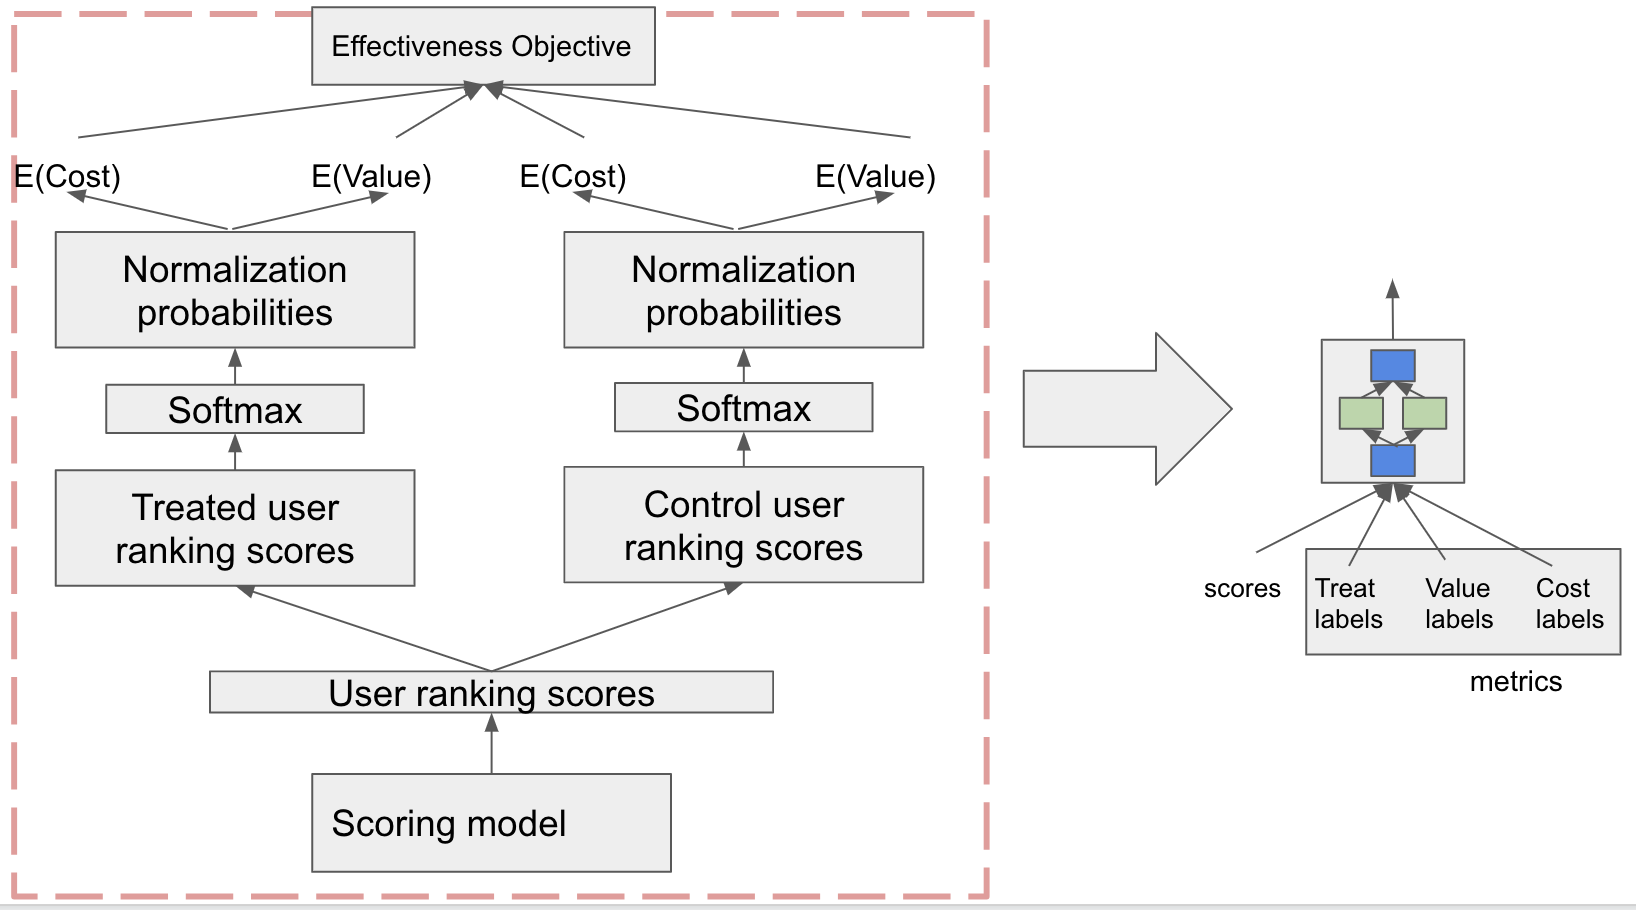 Effectiveness Objective
E(Cost)
E(Value)
E(Cost)
E(Value)
Normalization
probabilities
Normalization
probabilities
Softmax
Softmax
Treated user
ranking scores
Control user
ranking scores
User ranking scores
Scoring model
scores
Treat
labels
Value
labels
Cost
labels
metrics